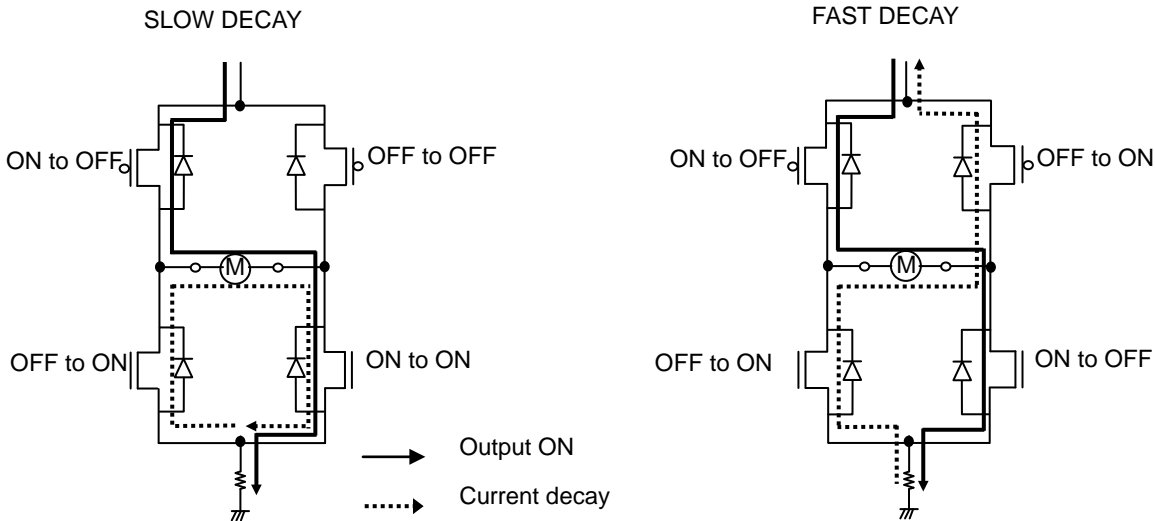 SLOW DECAY
FAST DECAY
ON to OFF
OFF to OFF
ON to OFF
OFF to ON
M
M
OFF to ON
ON to ON
OFF to ON
ON to OFF
Output ON
Current decay